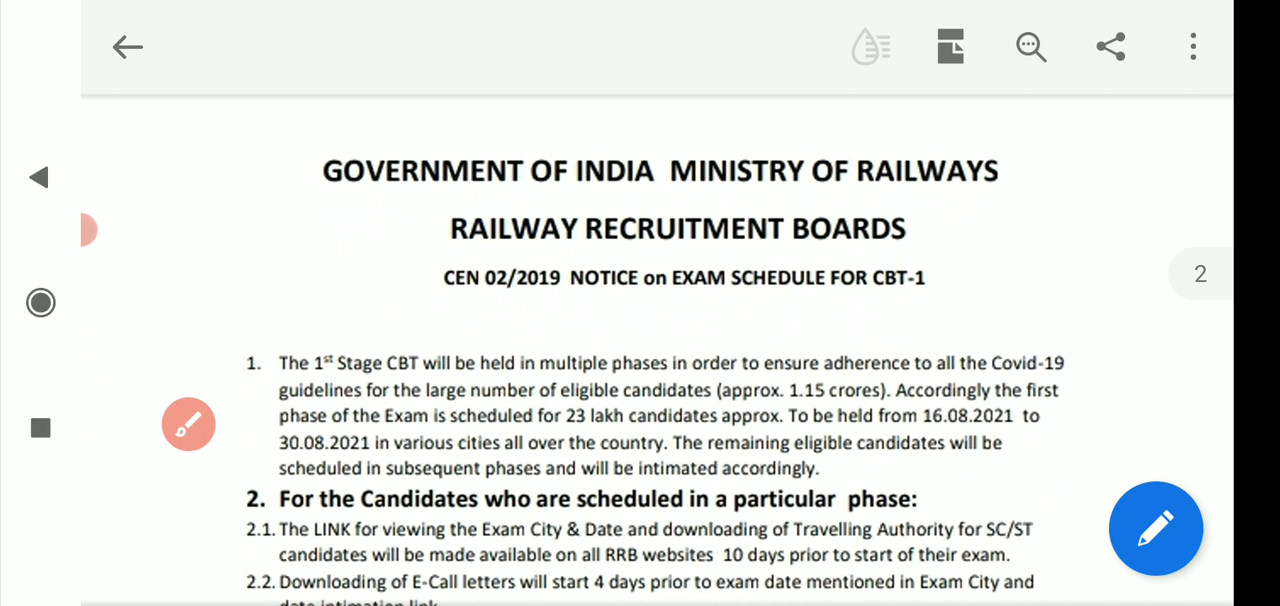 GOVERNMENT OF INDIA MINISTRY OF RAILWAYS
RAILWAY RECRUITMENT BOARDS
CEN 02/2019 NOTICE on EXAM SCHEDULE FOR CBT-1
2
1. The 1st Stage CBT will be held in multiple phases in order to ensure adherence to all the Covid-19
guidelines for the large number of eligible candidates (approx. 1.15 crores). Accordingly the first
phase of the Exam is scheduled for 23 lakh candidates approx. To be held from 16.08.2021 to
30.08.2021 in various cities all over the country. The remaining eligible candidates will be
scheduled in subsequent phases and will be intimated accordingly.
2. For the Candidates who are scheduled in a particular phase:
2.1. The LINK for viewing the Exam City & Date and downloading of Travelling Authority for SC/ST
candidates will be made available on all RRB websites 10 days prior to start of their exam.
2.2. Downloading of E-Call letters will start 4 days prior to exam date mentioned in Exam City and
date intimation link